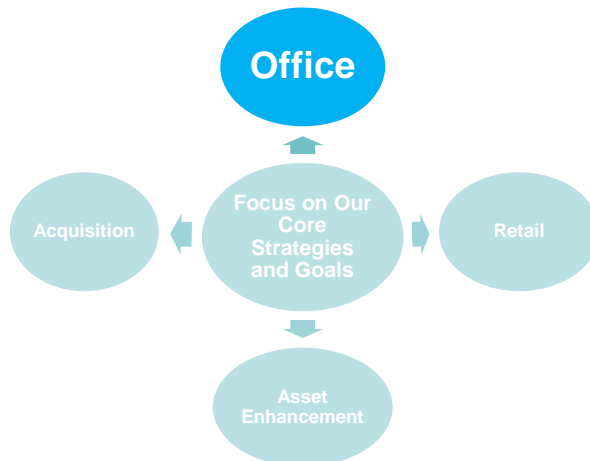 Office
Focus on Our
Core
Strategies
and Goals
Acquisition
Retail
Asset
Enhancement